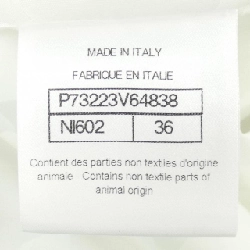 MADE IN ITALY
FABRIQUE EN ITALIE
P73223V64838
NI602 36
Contient des parties non textiles d'origine
animale - Contains non textile parts of
animal origin